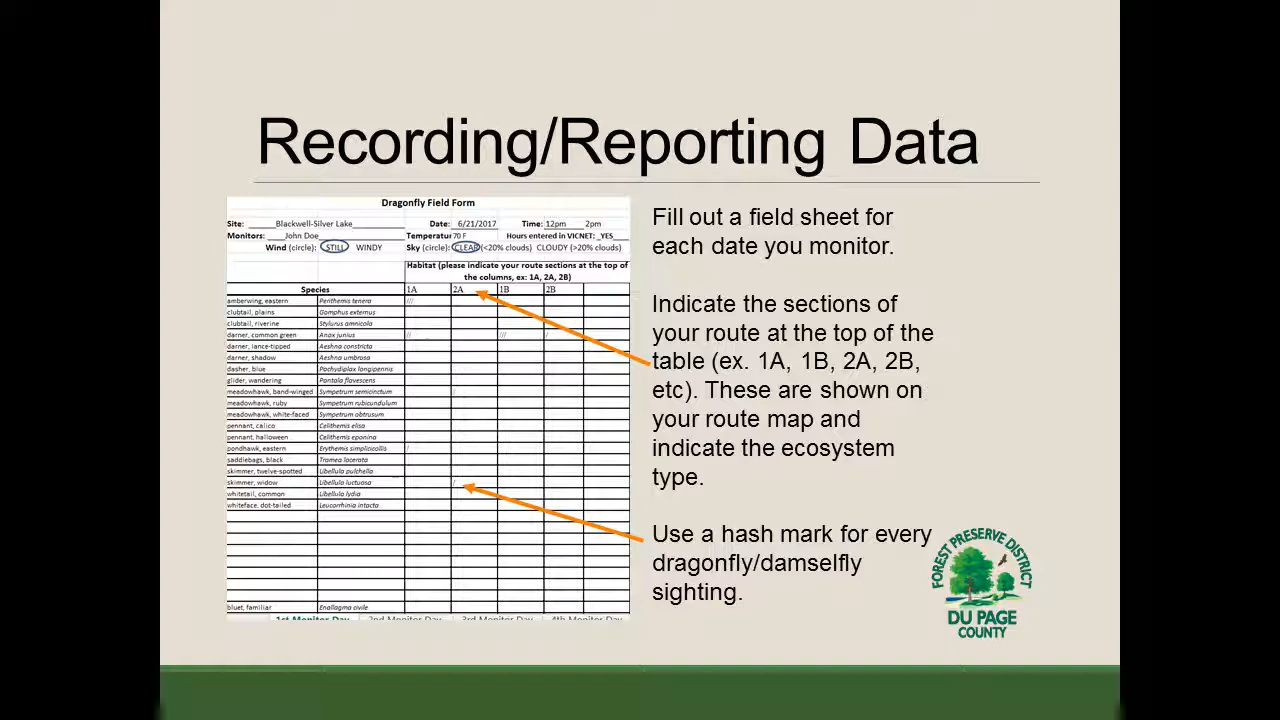 Recording/Reporting Data
Dragonfly Field Form
Site: Blackwell-Silver Lake Date: 6/21/2017 Time: 12pm 2pm
Monitors: John Doe Temperatur 70 F Hours entered in VICNET: _YES_
Wind (circle): STILL WINDY Sky (circle): CLEAR (<20% clouds) CLOUDY (>20% clouds)
Habitat (please indicate your route sections at the top of
the columns, ex: 1A, 2A, 2B)
Species 1A 2A 1B 2B
amberwing, eastern Perithemis tenera ///
clubtail, plains Gomphus externus
clubtail, riverine Stylurus amnicola
darner, common green Anax junius // /// /
darner, lance-tipped Aeshna constricta
darner, shadow Aeshna umbrosa
dasher, blue Pachydiplax longipennis
glider, wandering Pantala flavescens
meadowhawk, band-winged Sympetrum semicinctum /
meadowhawk, ruby Sympetrum rubicundulum
meadowhawk, white-faced Sympetrum obtrusum
pennant, calico Celithemis elisa
pennant, halloween Celithemis eponina
pondhawk, eastern Erythemis simplicicollis /
saddlebags, black Tramea lacerata
skimmer, twelve-spotted Libellula pulchella
skimmer, widow Libellula luctuosa /
whitetail, common Libellula lydia
whiteface, dot-tailed Leucorrhinia intacta
bluet, familiar Enallagma civile
1st Monitor Day 2nd Monitor Day 3rd Monitor Day 4th Monitor Day
Fill out a field sheet for
each date you monitor.
Indicate the sections of
your route at the top of the
table (ex. 1A, 1B, 2A, 2B,
etc). These are shown on
your route map and
indicate the ecosystem
type.
Use a hash mark for every
dragonfly/damselfly
sighting.
FOREST PRESERVE DISTRICT
DU PAGE
COUNTY